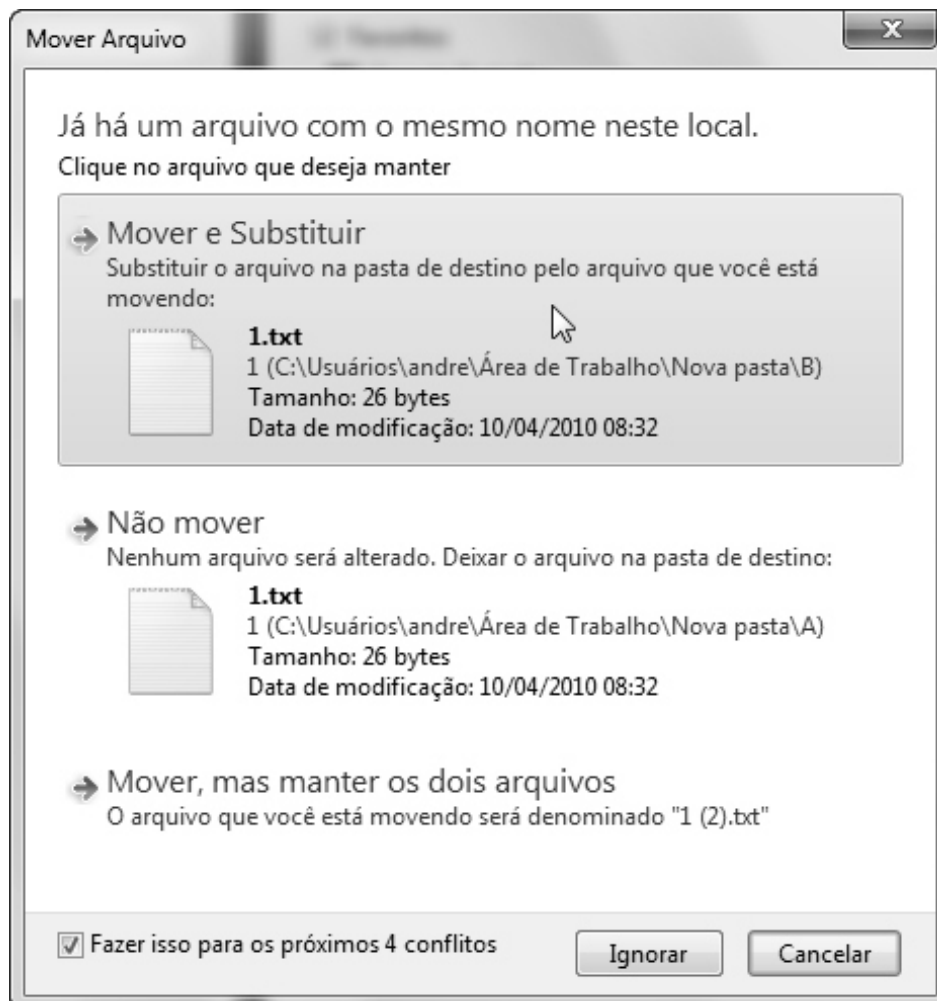 Mover Arquivo
Já há um arquivo com o mesmo nome neste local.
Clique no arquivo que deseja manter
Mover e Substituir
Substituir o arquivo na pasta de destino pelo arquivo que você está
movendo:
1.txt
1 (C:\Usuários\andre\Área de Trabalho\Nova pasta\B)
Tamanho: 26 bytes
Data de modificação: 10/04/2010 08:32
Não mover
Nenhum arquivo será alterado. Deixar o arquivo na pasta de destino:
1.txt
1 (C:\Usuários\andre\Área de Trabalho\Nova pasta\A)
Tamanho: 26 bytes
Data de modificação: 10/04/2010 08:32
Mover, mas manter os dois arquivos
O arquivo que você está movendo será denominado "1 (2).txt"
Fazer isso para os próximos 4 conflitos
Ignorar
Cancelar